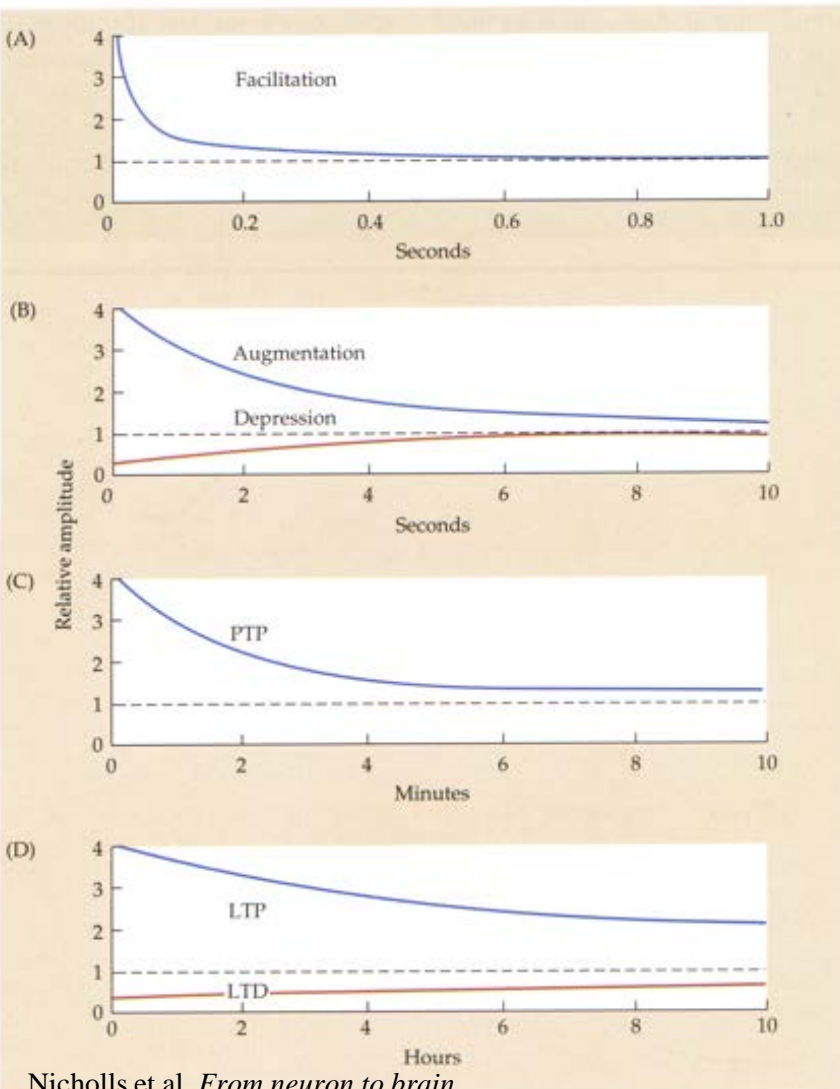 (A)
4
3
2
1
0
Facilitation
0 0.2 0.4 0.6 0.8 1.0
Seconds
(B)
4
3
2
1
0
Augmentation
Depression
0 2 4 6 8 10
Seconds
Relative amplitude
(C)
4
3
2
1
0
PTP
0 2 4 6 8 10
Minutes
(D)
4
3
2
1
0
LTP
LTD
0 2 4 6 8 10
Hours
Nicholls et al. From neuron to brain